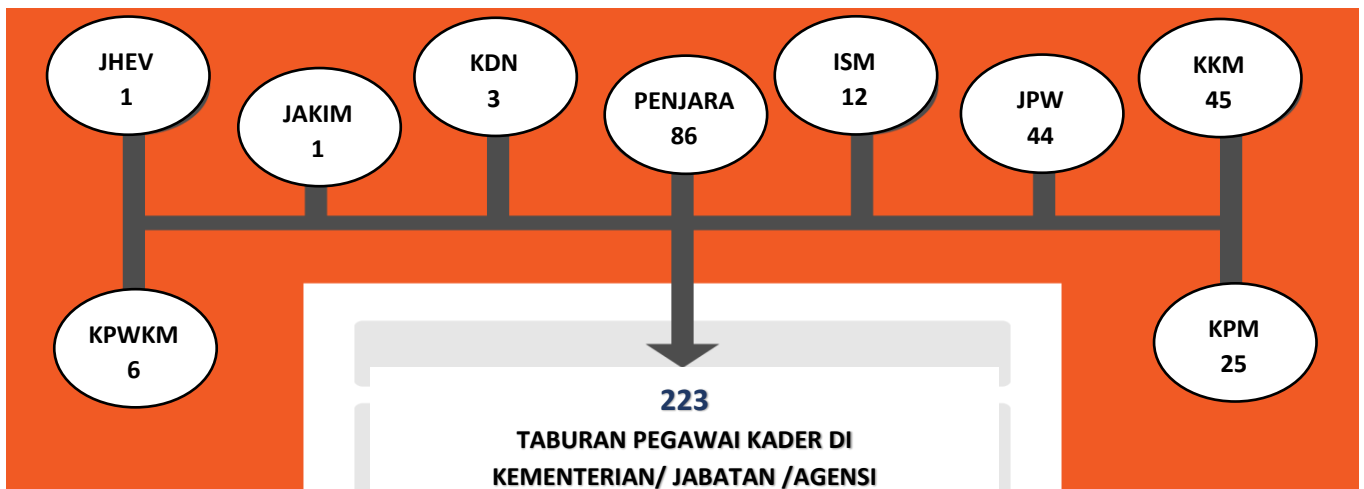 JHEV
1
JAKIM
1
KDN
3
PENJARA
86
ISM
12
JPW
44
KKM
45
KPWKM
6
KPM
25
223
TABURAN PEGAWAI KADER DI
KEMENTERIAN/ JABATAN /AGENSI